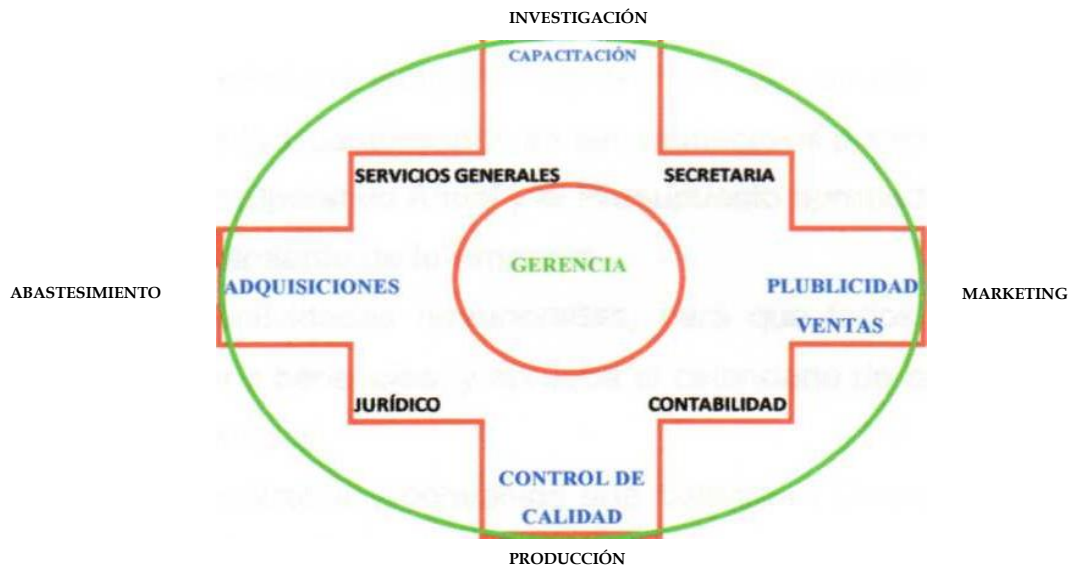 INVESTIGACIÓN
CAPACITACIÓN
SERVICIOS GENERALES
SECRETARIA
GERENCIA
ABASTESIMIENTO
ADQUISICIONES
PLUBLICIDAD
VENTAS
MARKETING
JURÍDICO
CONTABILIDAD
CONTROL DE
CALIDAD
PRODUCCIÓN